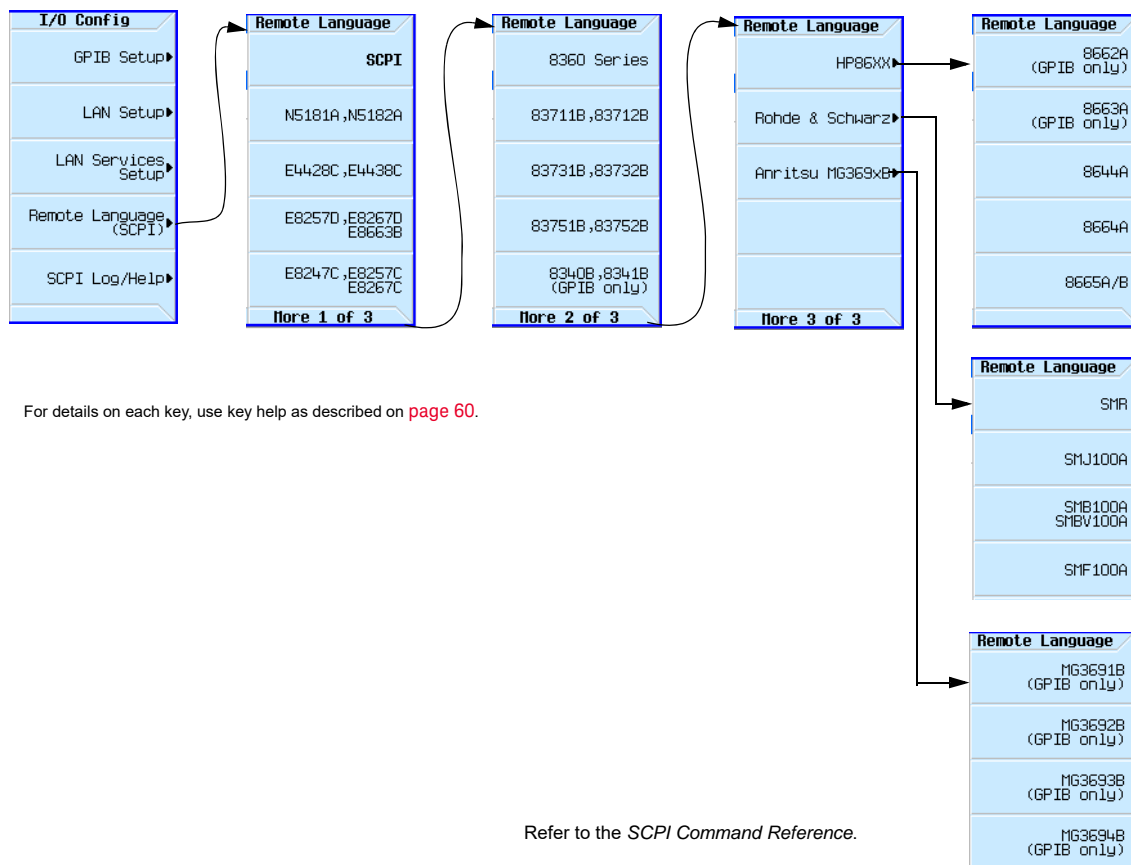 I/O Config
GPIB Setup
LAN Setup
LAN Services
Setup
Remote Language
(SCPI)
SCPI Log/Help
Remote Language
SCPI
N5181A,N5182A
E4428C,E4438C
E8257D,E8267D
E8663B
E8247C,E8257C
E8267C
More 1 of 3
Remote Language
8360 Series
83711B,83712B
83731B,83732B
83751B,83752B
8340B,8341B
(GPIB only)
More 2 of 3
Remote Language
HP86XX
Rohde & Schwarz
Anritsu MG369xB
More 3 of 3
Remote Language
8662A
(GPIB only)
8663A
(GPIB only)
8644A
8664A
8665A/B
For details on each key, use key help as described on page 60.
Remote Language
SMR
SMJ100A
SMB100A
SMBV100A
SMF100A
Remote Language
MG3691B
(GPIB only)
MG3692B
(GPIB only)
MG3693B
(GPIB only)
MG3694B
(GPIB only)
Refer to the SCPI Command Reference.